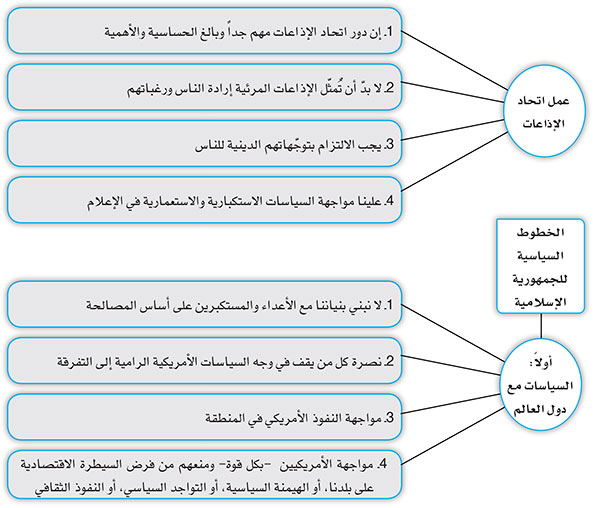 عمل اتحاد
الإذاعات
1. إن دور اتحاد الإذاعات مهم جداً وبالغ الحساسية والأهمية
2. لا بدّ أن تُمثّل الإذاعات المرئية إرادة الناس ورغباتهم
3. يجب الالتزام بتوجّهاتهم الدينية للناس
4. علينا مواجهة السياسات الاستكبارية والاستعمارية في الإعلام
الخطوط
السياسية
للجمهورية
الإسلامية
أولاً:
السياسات مع
دول العالم
1. لا نبني بنياننا مع الأعداء والمستكبرين على أساس المصالحة
2. نصرة كل من يقف في وجه السياسات الأمريكية الرامية إلى التفرقة
3. مواجهة النفوذ الأمريكي في المنطقة
4. مواجهة الأمريكيين -بكل قوة- ومنعهم من فرض السيطرة الاقتصادية
على بلدنا، أو الهيمنة السياسية، أو التواجد السياسي، أو النفوذ الثقافي